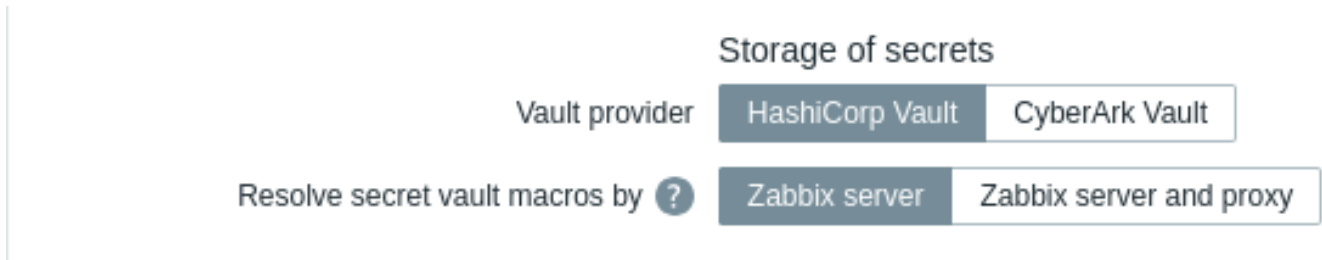 Storage of secrets
Vault provider HashiCorp Vault CyberArk Vault
Resolve secret vault macros by ? Zabbix server Zabbix server and proxy